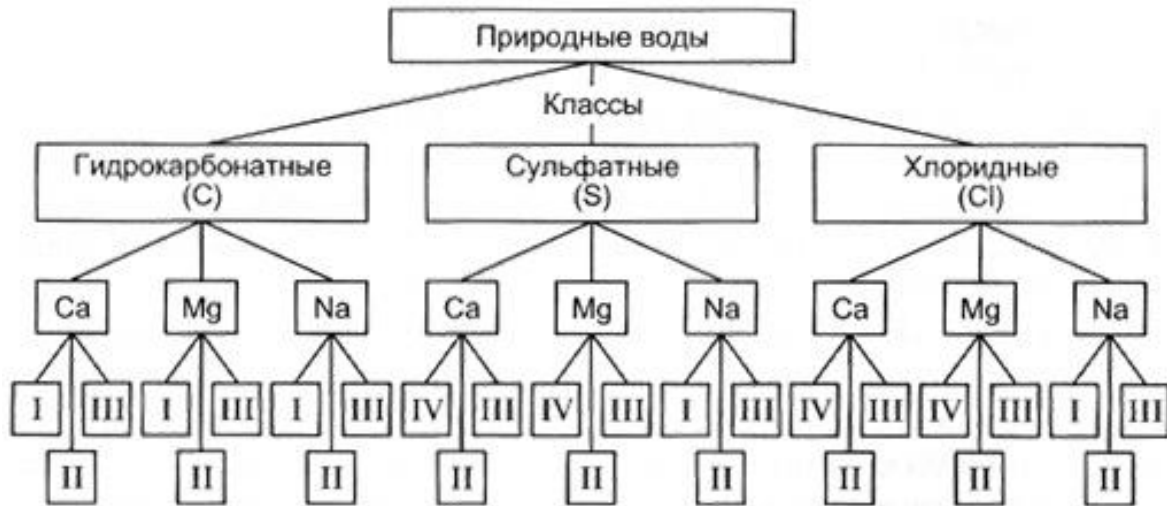 Природные воды
Классы
Гидрокарбонатные
(C)
Сульфатные
(S)
Хлоридные
(Cl)
Ca Mg Na Ca Mg Na Ca Mg Na
I III I III I III IV III IV III I III IV III IV III I III
II II II II II II II II II